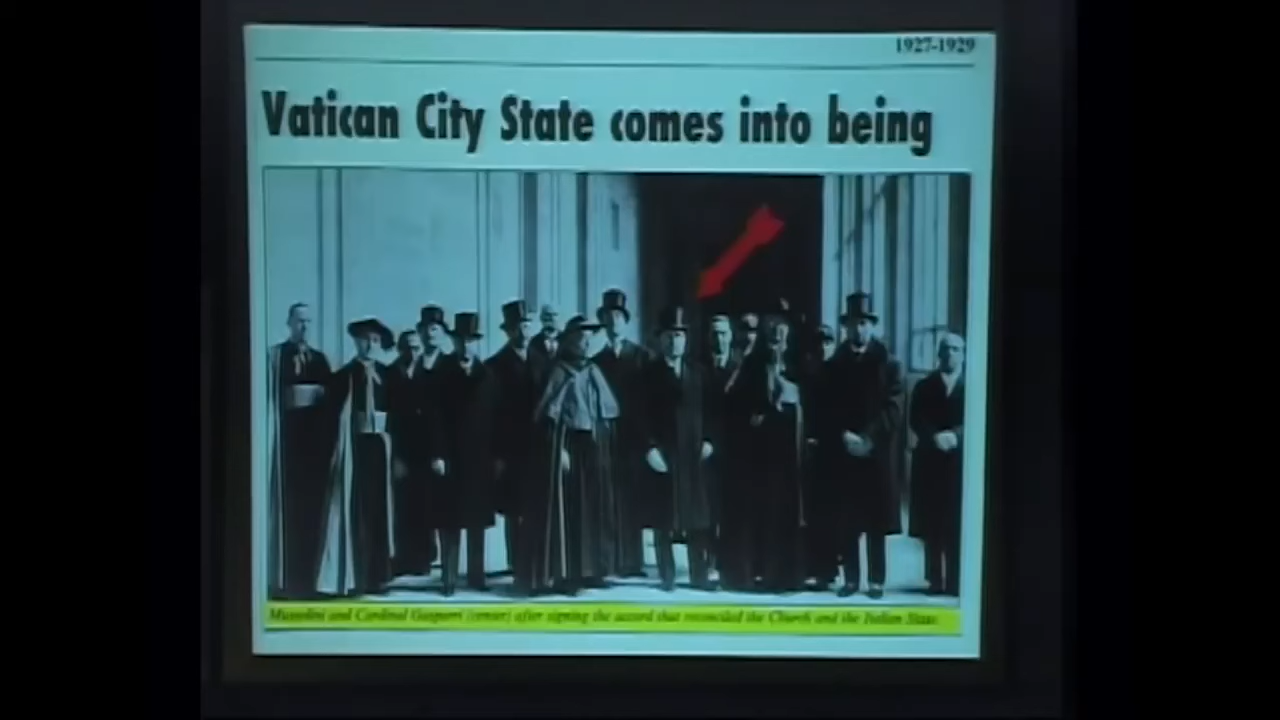 1927-1929
Vatican City State comes into being
Mussolini and Cardinal Gasparri (center) after signing the accord that reconciled the Church and the Italian State.